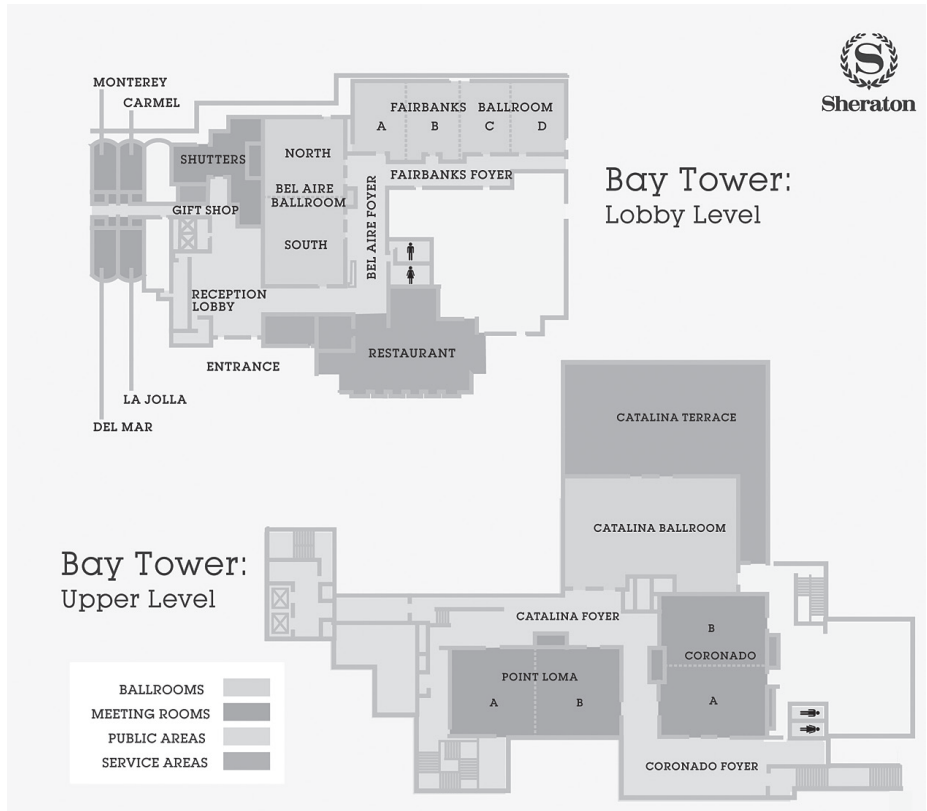 MONTEREY
CARMEL
S
Sheraton
FAIRBANKS BALLROOM
A B C D
SHUTTERS
NORTH
FAIRBANKS FOYER
Bay Tower:
Lobby Level
BEL AIRE
BALLROOM
GIFT SHOP
BEL AIRE FOYER
SOUTH
RECEPTION
LOBBY
RESTAURANT
ENTRANCE
LA JOLLA
DEL MAR
CATALINA TERRACE
CATALINA BALLROOM
Bay Tower:
Upper Level
CATALINA FOYER
B
CORONADO
A
POINT LOMA
A B
CORONADO FOYER
BALLROOMS
MEETING ROOMS
PUBLIC AREAS
SERVICE AREAS